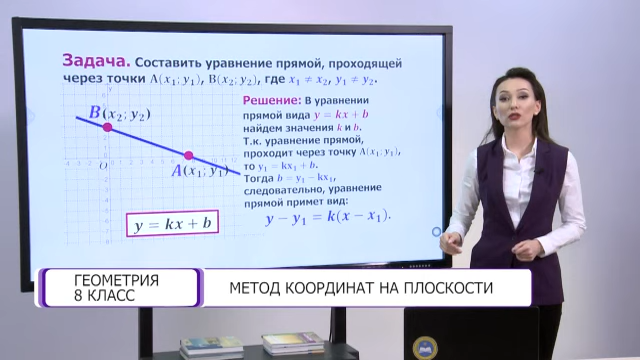 Задача. Составить уравнение прямой, проходящей
через точки A(x₁; y₁), B(x₂; y₂), где x₁ ≠ x₂, y₁ ≠ y₂.
B(x₂; y₂)
O
A(x₁; y₁)
y = kx + b
Решение: В уравнении
прямой вида y = kx + b
найдем значения k и b.
Т.к. уравнение прямой,
проходит через точку A(x₁; y₁),
то y₁ = kx₁ + b.
Тогда b = y₁ − kx₁,
следовательно, уравнение
прямой примет вид:
y − y₁ = k(x − x₁).
ГЕОМЕТРИЯ
8 КЛАСС
МЕТОД КООРДИНАТ НА ПЛОСКОСТИ